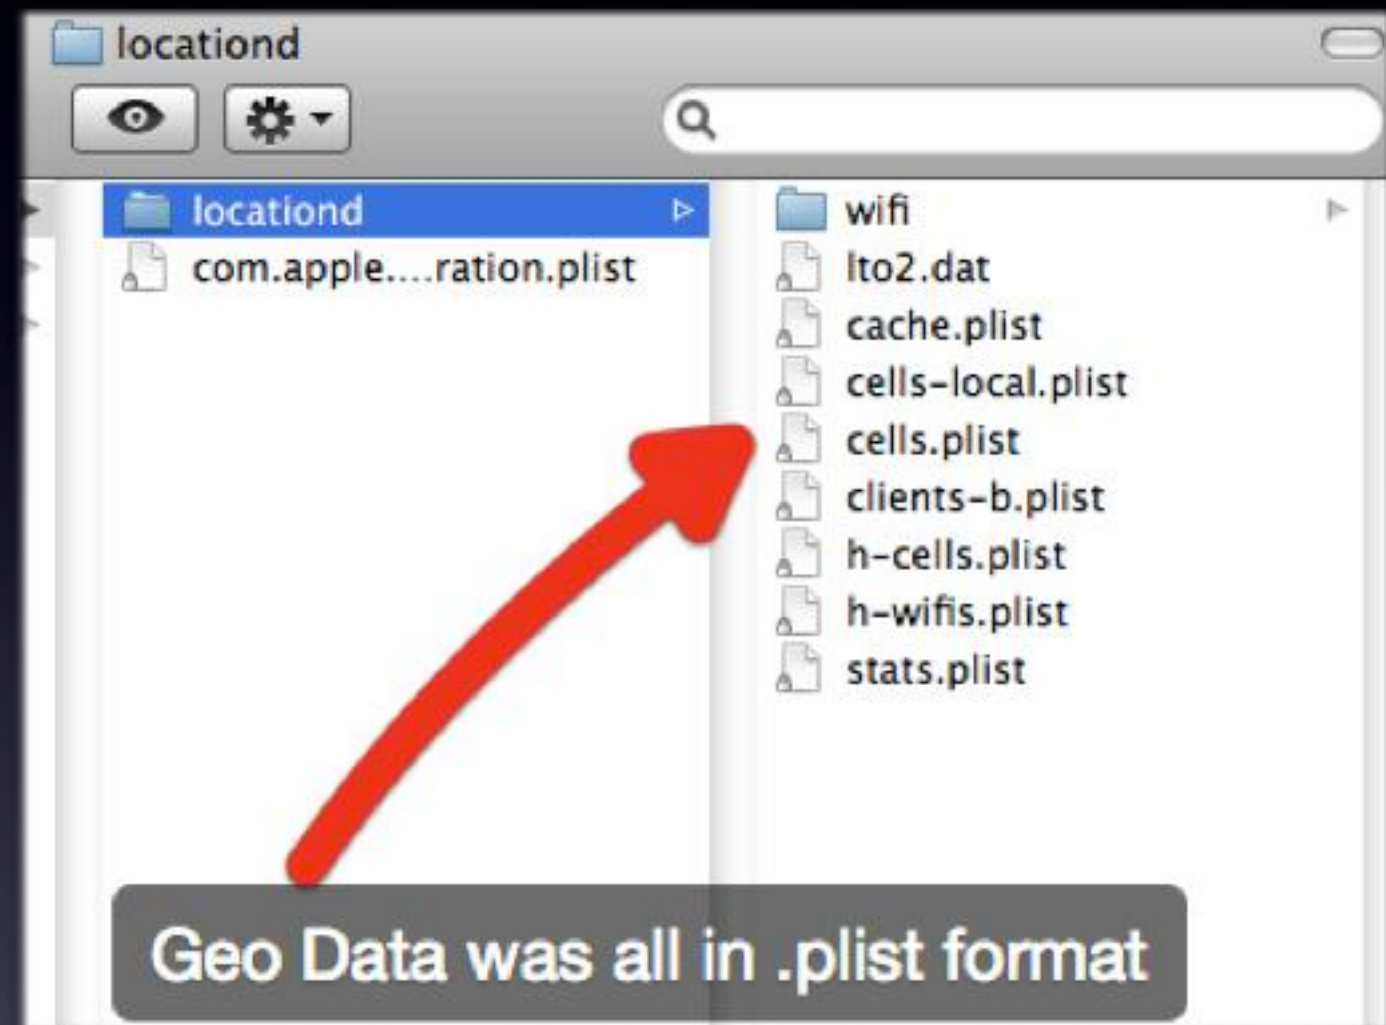 locationd
locationd
com.apple....ration.plist
wifi
lto2.dat
cache.plist
cells-local.plist
cells.plist
clients-b.plist
h-cells.plist
h-wifis.plist
stats.plist
Geo Data was all in .plist format